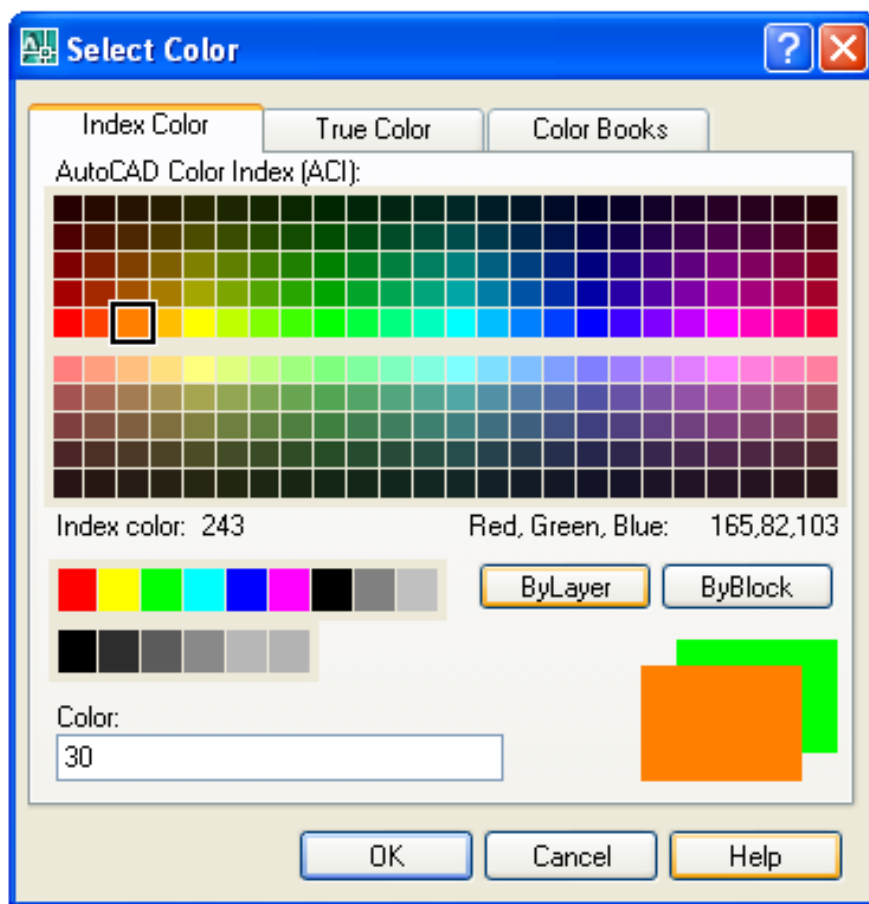 Select Color
Index Color True Color Color Books
AutoCAD Color Index (ACI):
Index color: 243 Red, Green, Blue: 165,82,103
ByLayer ByBlock
Color:
30
OK Cancel Help